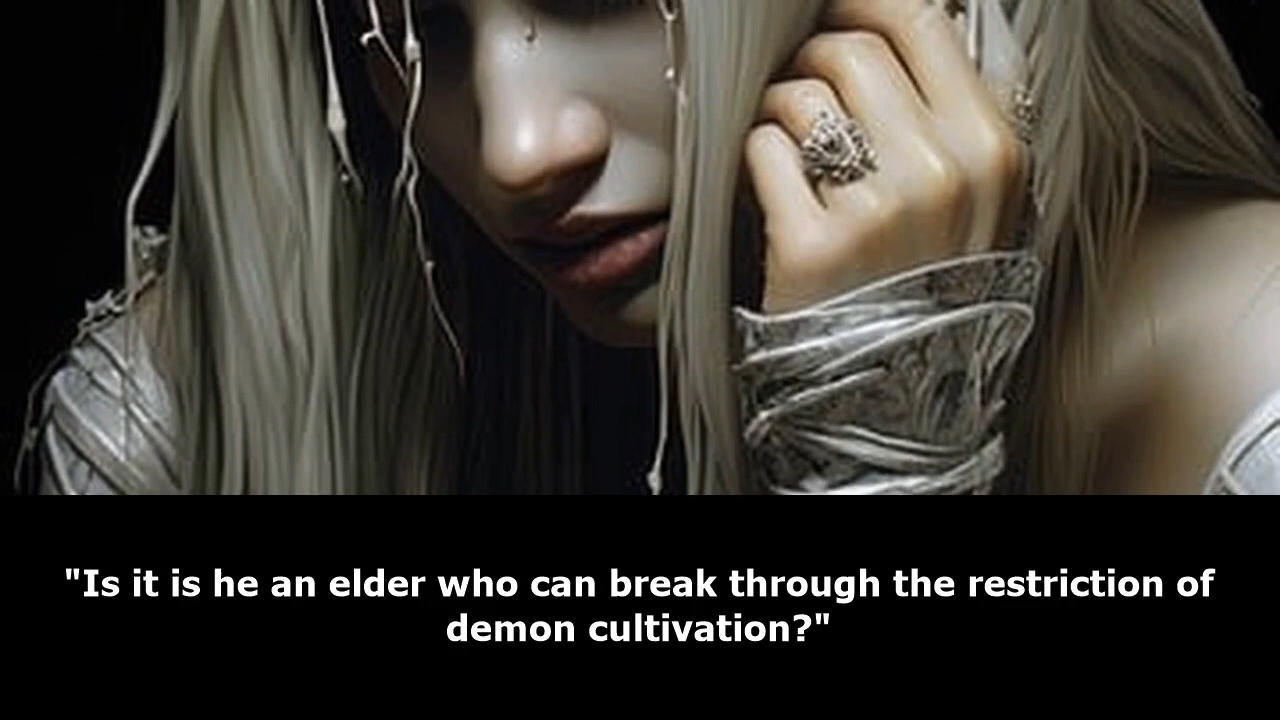 "Is it is he an elder who can break through the restriction of
demon cultivation?"